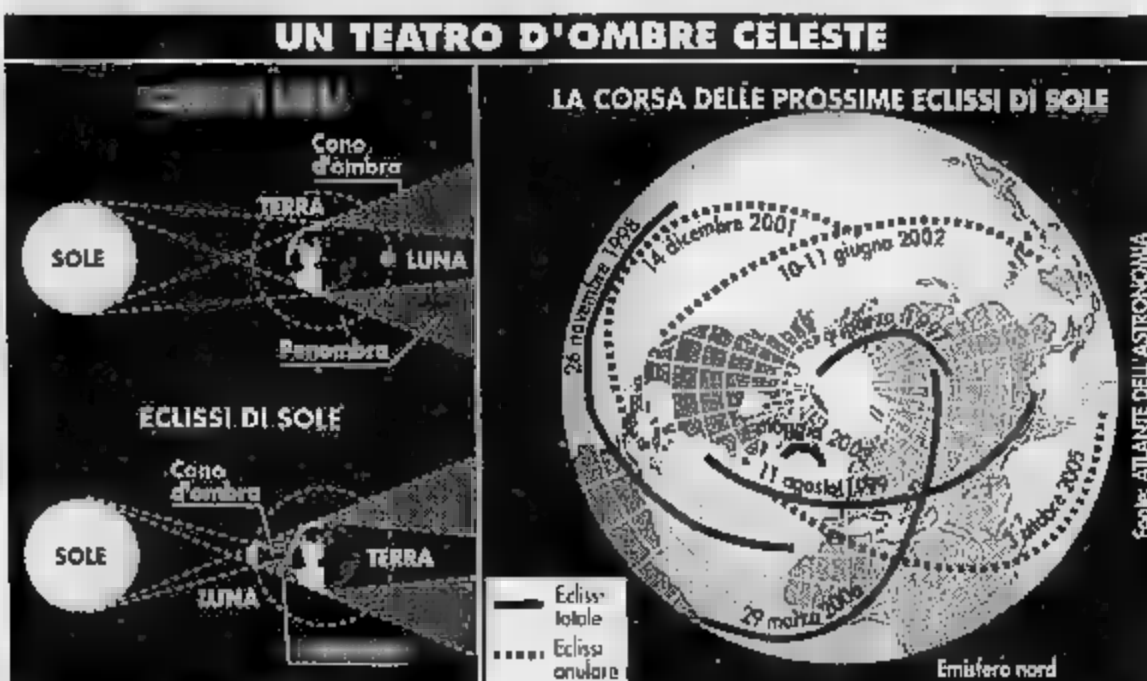 UN TEATRO D'OMBRE CELESTE
Cono
d'ombra
TERRA
SOLE
LUNA
Penombra
ECLISSI DI SOLE
Cono
d'ombra
SOLE
TERRA
LUNA
LA CORSA DELLE PROSSIME ECLISSI DI SOLE
26 novembre 1998
14 dicembre 2001
10-11 giugno 2002
11 agosto 1999
ottobre 2005
29 marzo 2006
Eclissi
totale
Eclissi
anulare
Emisfero nord
ATLANTE DELL'ASTRONOMIA